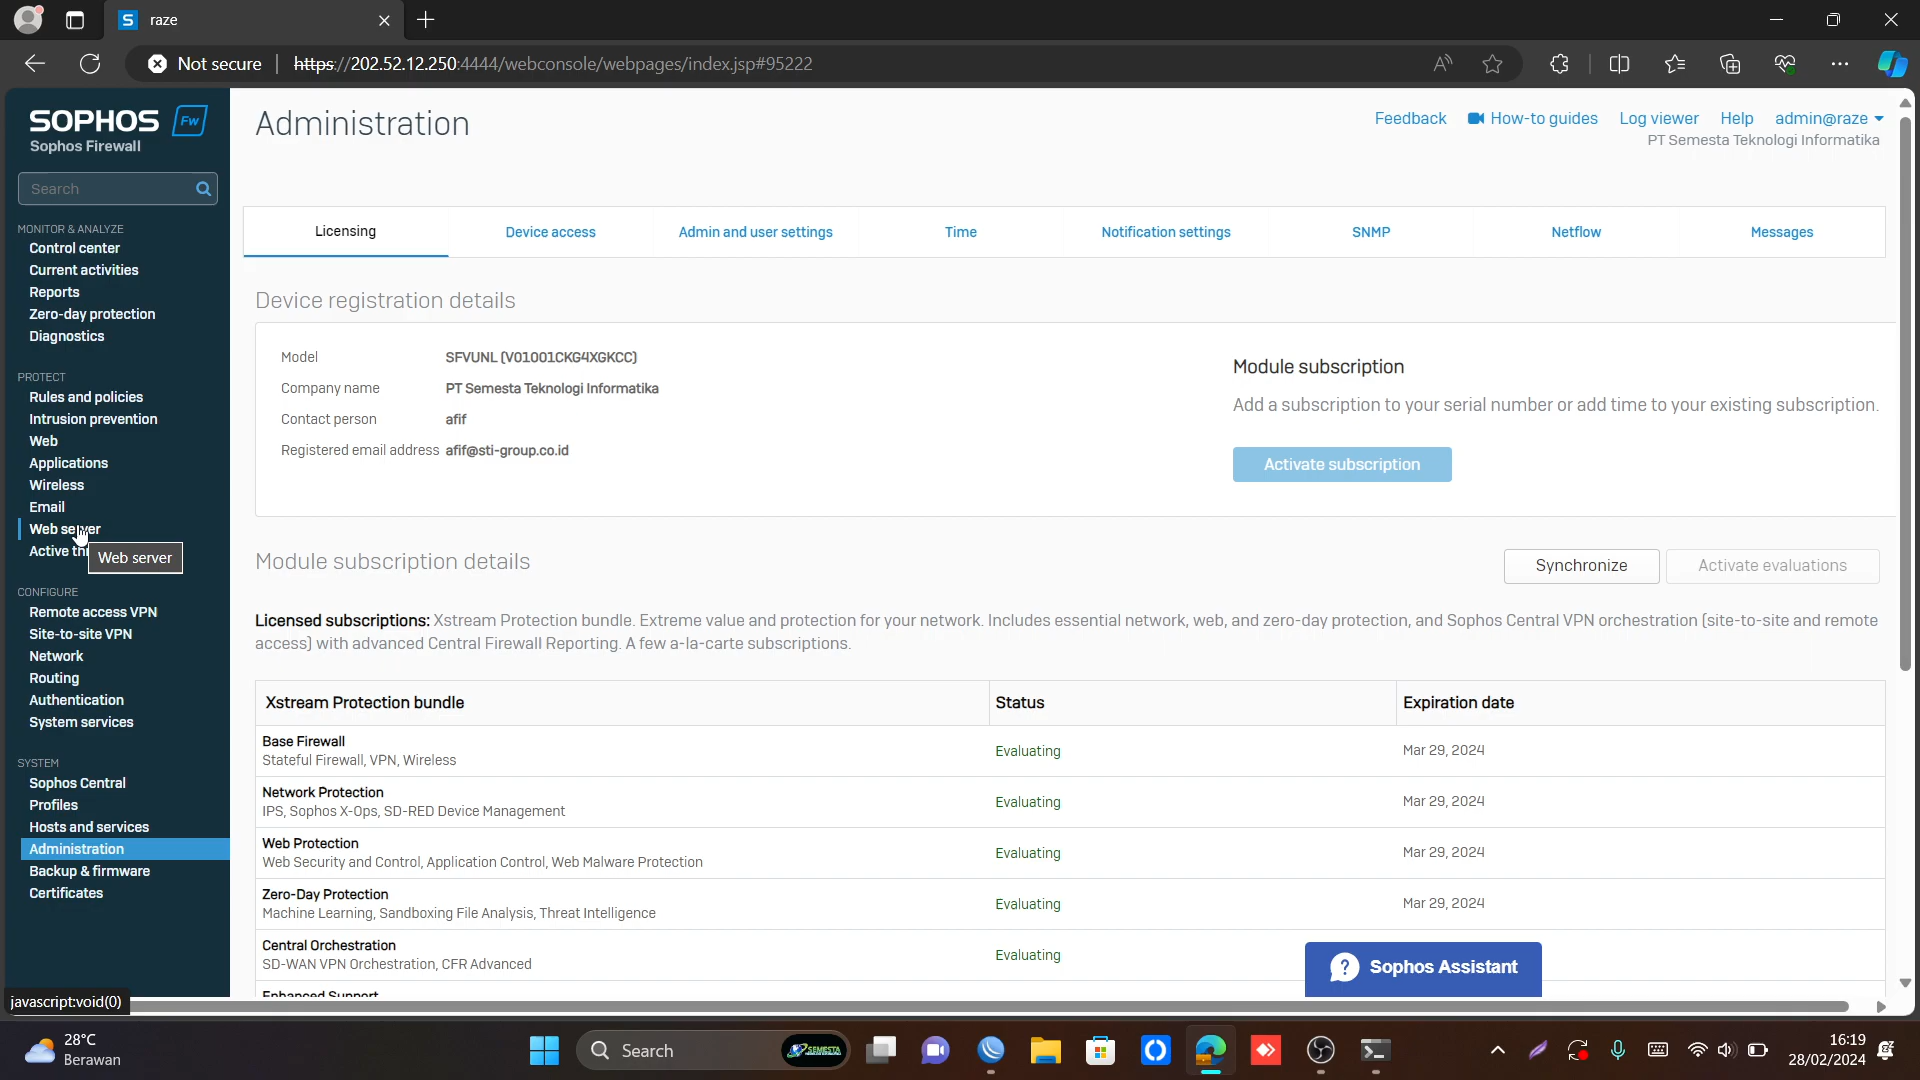 raze
Not secure
https://202.52.12.250:4444/webconsole/webpages/index.jsp#95222
SOPHOS Fw
Sophos Firewall
Search
MONITOR & ANALYZE
Control center
Current activities
Reports
Zero-day protection
Diagnostics
PROTECT
Rules and policies
Intrusion prevention
Web
Applications
Wireless
Email
Web server
Active thr
Web server
CONFIGURE
Remote access VPN
Site-to-site VPN
Network
Routing
Authentication
System services
SYSTEM
Sophos Central
Profiles
Hosts and services
Administration
Backup & firmware
Certificates
javascript:void(0)
Administration
Feedback How-to guides Log viewer Help admin@raze
PT Semesta Teknologi Informatika
Licensing Device access Admin and user settings Time Notification settings SNMP Netflow Messages
Device registration details
Model SFVUNL (V01001CKG4XGKCC)
Company name PT Semesta Teknologi Informatika
Contact person afif
Registered email address afif@sti-group.co.id
Module subscription
Add a subscription to your serial number or add time to your existing subscription.
Activate subscription
Module subscription details
Synchronize Activate evaluations
Licensed subscriptions: Xstream Protection bundle. Extreme value and protection for your network. Includes essential network, web, and zero-day protection, and Sophos Central VPN orchestration (site-to-site and remote
access) with advanced Central Firewall Reporting. A few a-la-carte subscriptions.
Xstream Protection bundle Status Expiration date
Base Firewall
Stateful Firewall, VPN, Wireless
Evaluating Mar 29, 2024
Network Protection
IPS, Sophos X-Ops, SD-RED Device Management
Evaluating Mar 29, 2024
Web Protection
Web Security and Control, Application Control, Web Malware Protection
Evaluating Mar 29, 2024
Zero-Day Protection
Machine Learning, Sandboxing File Analysis, Threat Intelligence
Evaluating Mar 29, 2024
Central Orchestration
SD-WAN VPN Orchestration, CFR Advanced
Evaluating
Enhanced Support
Sophos Assistant
28°C
Berawan
Search
SEMESTA
16:19
28/02/2024